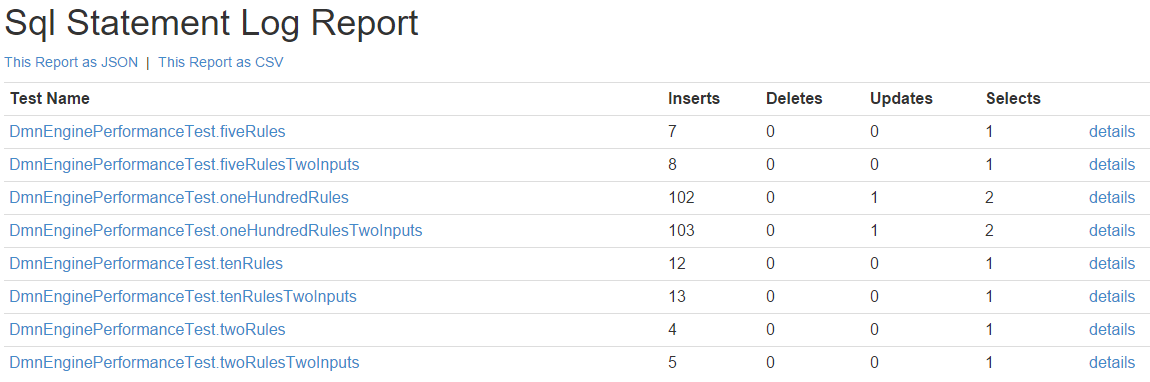 Sql Statement Log Report
This Report as JSON | This Report as CSV
Test Name Inserts Deletes Updates Selects
DmnEnginePerformanceTest.fiveRules 7 0 0 1 details
DmnEnginePerformanceTest.fiveRulesTwoInputs 8 0 0 1 details
DmnEnginePerformanceTest.oneHundredRules 102 0 1 2 details
DmnEnginePerformanceTest.oneHundredRulesTwoInputs 103 0 1 2 details
DmnEnginePerformanceTest.tenRules 12 0 0 1 details
DmnEnginePerformanceTest.tenRulesTwoInputs 13 0 0 1 details
DmnEnginePerformanceTest.twoRules 4 0 0 1 details
DmnEnginePerformanceTest.twoRulesTwoInputs 5 0 0 1 details